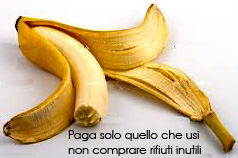 Paga solo quello che usi
non comprare rifiuti inutili